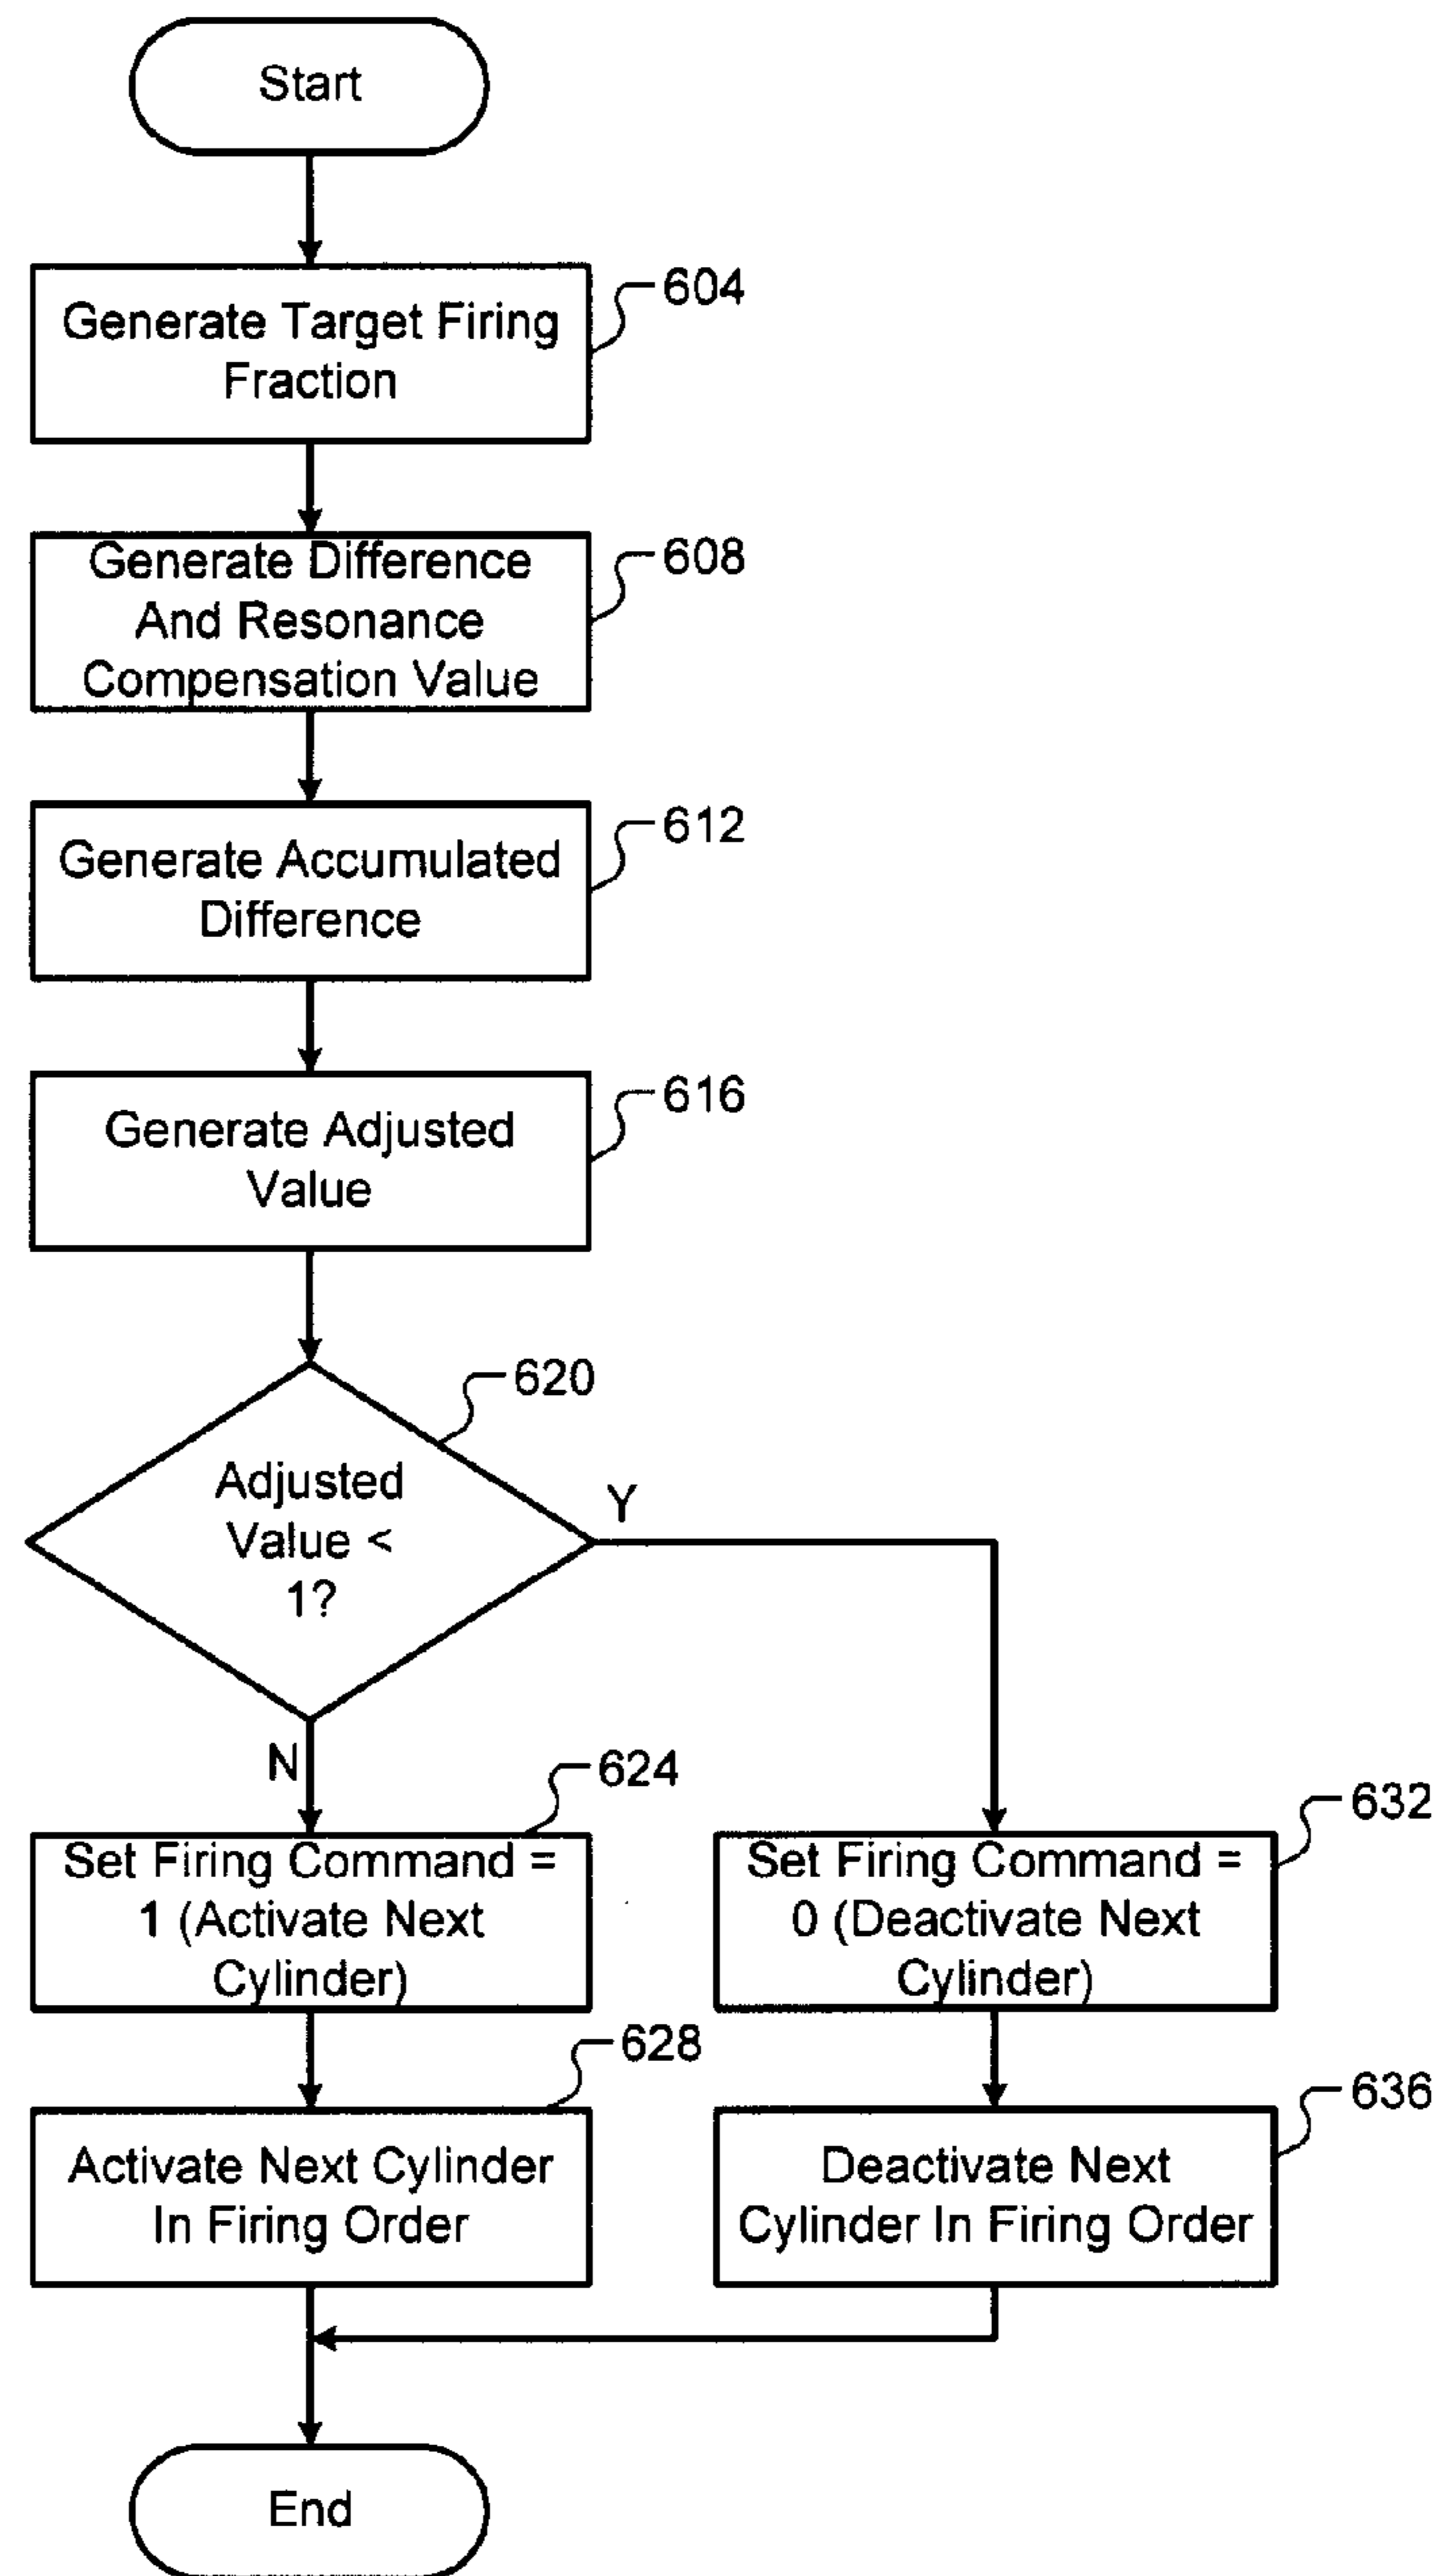 Start
604
Generate Target Firing
Fraction
608
Generate Difference
And Resonance
Compensation Value
612
Generate Accumulated
Difference
616
Generate Adjusted
Value
620
Adjusted
Value <
1?
Y
N
624
Set Firing Command =
1 (Activate Next
Cylinder)
632
Set Firing Command =
0 (Deactivate Next
Cylinder)
628
Activate Next Cylinder
In Firing Order
636
Deactivate Next
Cylinder In Firing Order
End